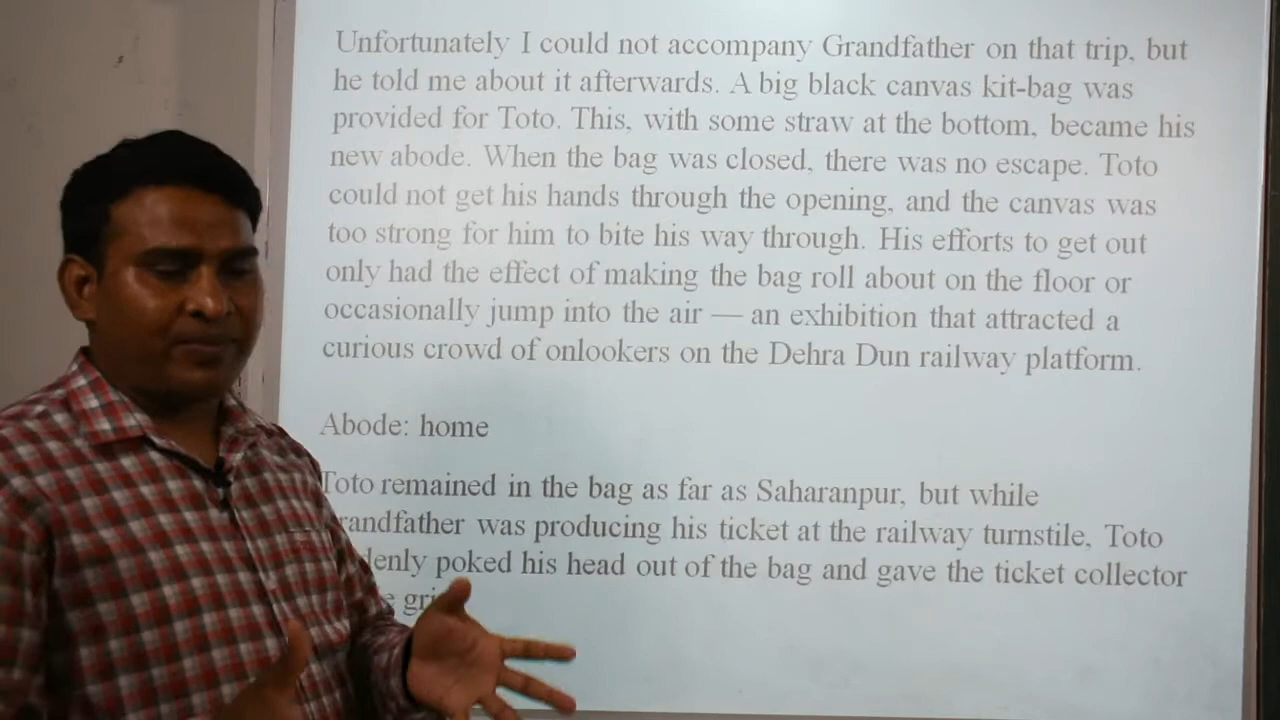 Unfortunately I could not accompany Grandfather on that trip, but
he told me about it afterwards. A big black canvas kit-bag was
provided for Toto. This, with some straw at the bottom, became his
new abode. When the bag was closed, there was no escape. Toto
could not get his hands through the opening, and the canvas was
too strong for him to bite his way through. His efforts to get out
only had the effect of making the bag roll about on the floor or
occasionally jump into the air — an exhibition that attracted a
curious crowd of onlookers on the Dehra Dun railway platform.
Abode: home
Toto remained in the bag as far as Saharanpur, but while
randfather was producing his ticket at the railway turnstile, Toto
denly poked his head out of the bag and gave the ticket collector